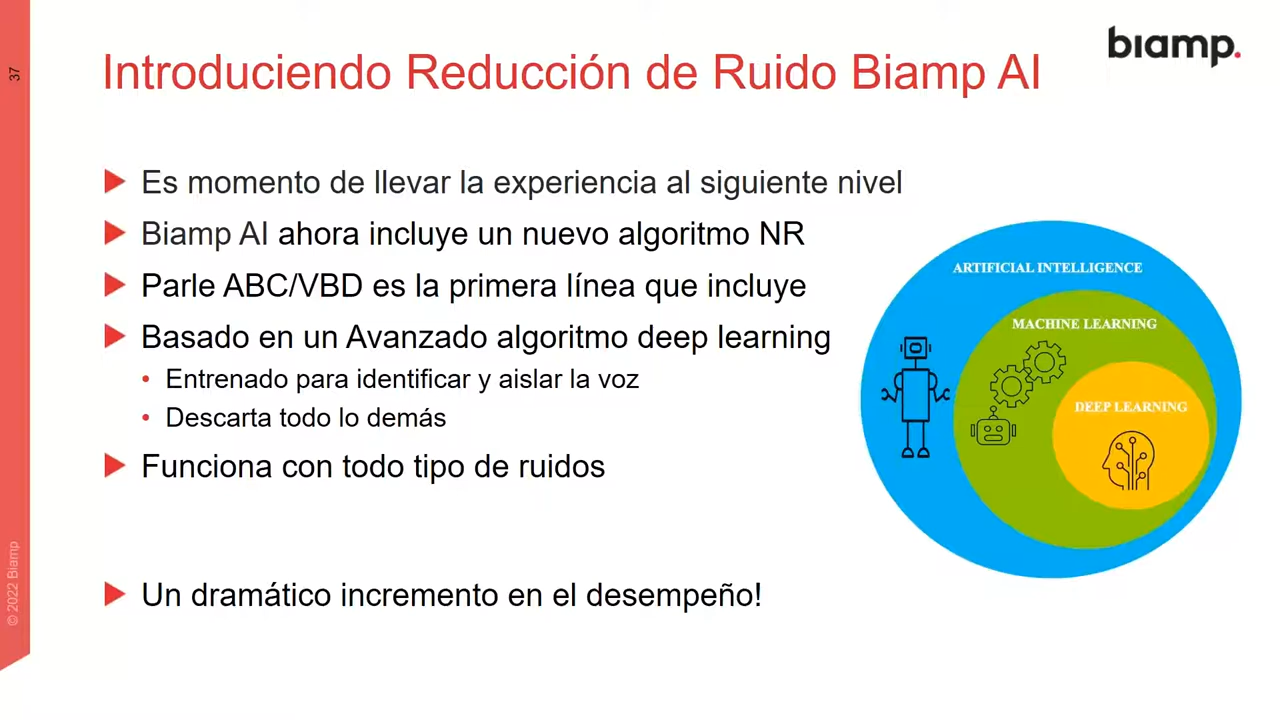 37
biamp.
Introduciendo Reducción de Ruido Biamp AI
Es momento de llevar la experiencia al siguiente nivel
Biamp AI ahora incluye un nuevo algoritmo NR
Parle ABC/VBD es la primera línea que incluye
Basado en un Avanzado algoritmo deep learning
Entrenado para identificar y aislar la voz
Descarta todo lo demás
Funciona con todo tipo de ruidos
Un dramático incremento en el desempeño!
ARTIFICIAL INTELLIGENCE
MACHINE LEARNING
DEEP LEARNING
© 2022 Biamp